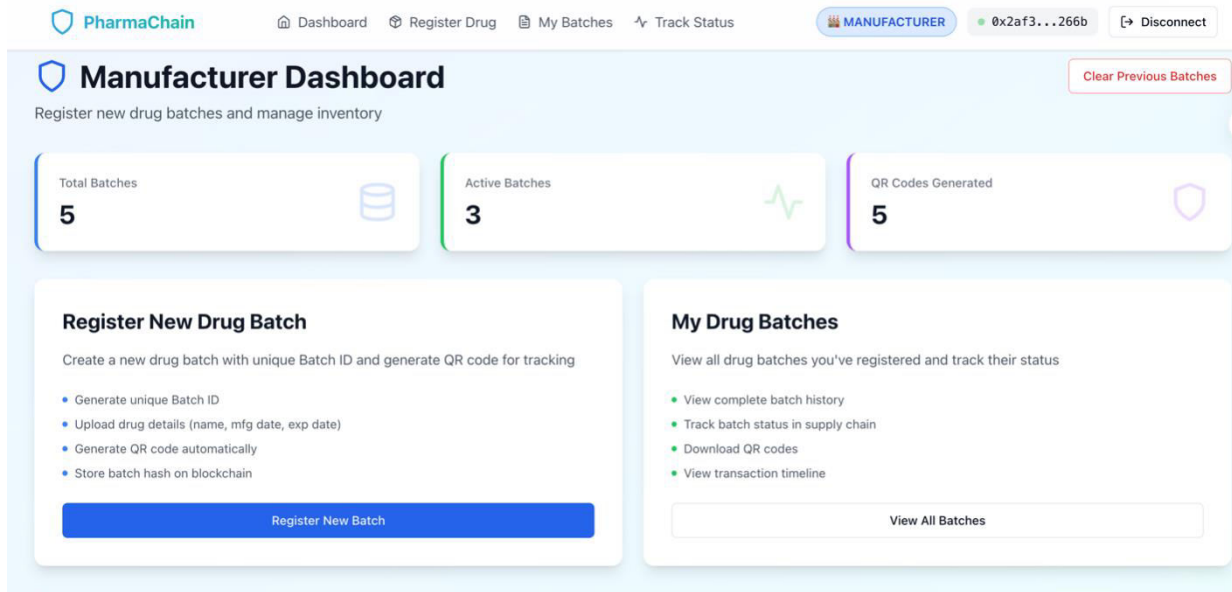 PharmaChain
Dashboard
Register Drug
My Batches
Track Status
MANUFACTURER
0x2af3...266b
Disconnect
Manufacturer Dashboard
Clear Previous Batches
Register new drug batches and manage inventory
Total Batches
5
Active Batches
3
QR Codes Generated
5
Register New Drug Batch
Create a new drug batch with unique Batch ID and generate QR code for tracking
Generate unique Batch ID
Upload drug details (name, mfg date, exp date)
Generate QR code automatically
Store batch hash on blockchain
Register New Batch
My Drug Batches
View all drug batches you've registered and track their status
View complete batch history
Track batch status in supply chain
Download QR codes
View transaction timeline
View All Batches